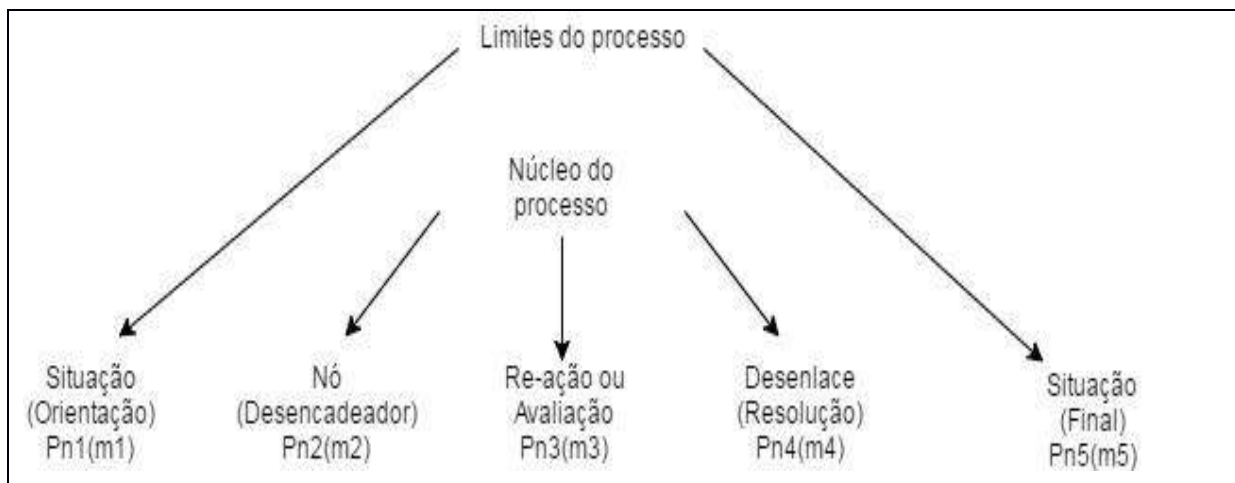 Limites do processo
Núcleo do
processo
Situação
(Orientação)
Pn1(m1)
Nó
(Desencadeador)
Pn2(m2)
Re-ação ou
Avaliação
Pn3(m3)
Desenlace
(Resolução)
Pn4(m4)
Situação
(Final)
Pn5(m5)